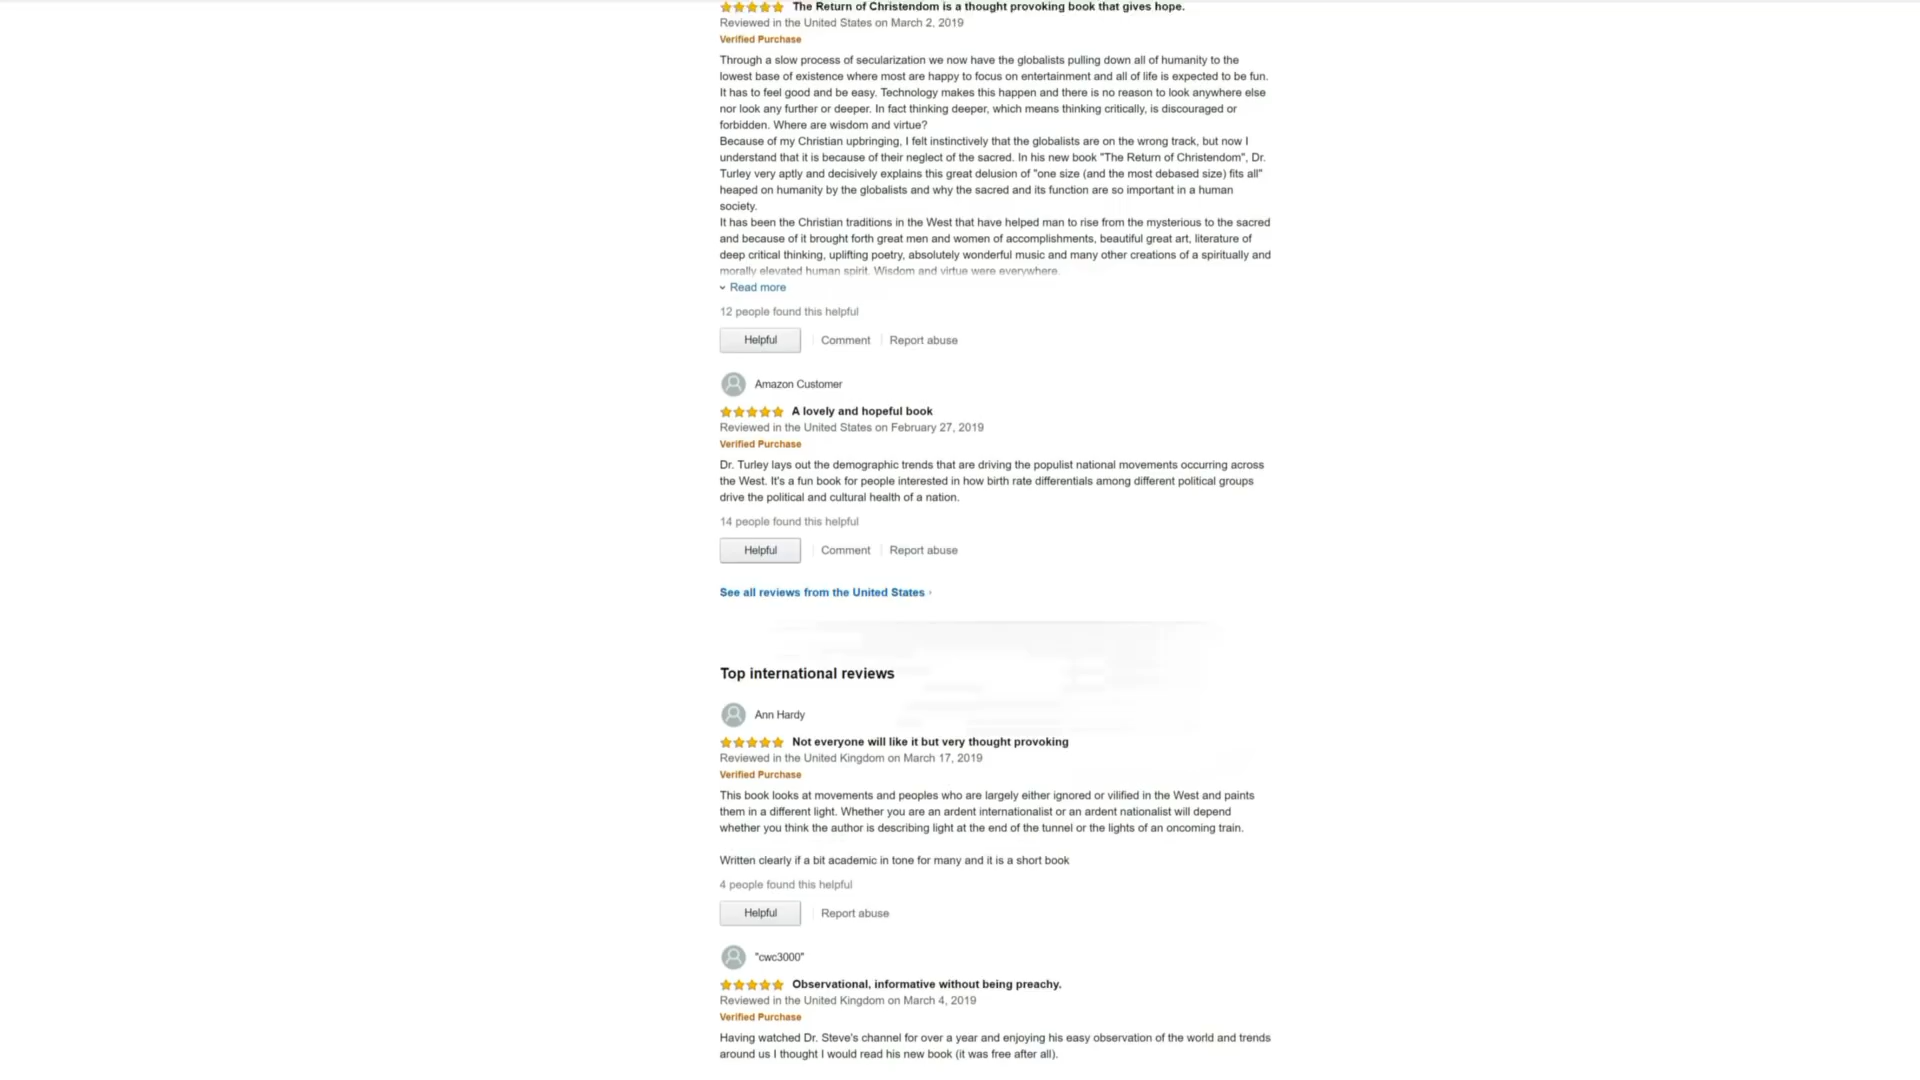 The Return of Christendom is a thought provoking book that gives hope.
Reviewed in the United States on March 2, 2019
Verified Purchase
Through a slow process of secularization we now have the globalists pulling down all of humanity to the
lowest base of existence where most are happy to focus on entertainment and all of life is expected to be fun.
It has to feel good and be easy. Technology makes this happen and there is no reason to look anywhere else
nor look any further or deeper. In fact thinking deeper, which means thinking critically, is discouraged or
forbidden. Where are wisdom and virtue?
Because of my Christian upbringing, I felt instinctively that the globalists are on the wrong track, but now I
understand that it is because of their neglect of the sacred. In his new book "The Return of Christendom", Dr.
Turley very aptly and decisively explains this great delusion of "one size (and the most debased size) fits all"
heaped on humanity by the globalists and why the sacred and its function are so important in a human
society.
It has been the Christian traditions in the West that have helped man to rise from the mysterious to the sacred
and because of it brought forth great men and women of accomplishments, beautiful great art, literature of
deep critical thinking, uplifting poetry, absolutely wonderful music and many other creations of a spiritually and
morally elevated human spirit. Wisdom and virtue were everywhere.
Read more
12 people found this helpful
Helpful Comment Report abuse
Amazon Customer
A lovely and hopeful book
Reviewed in the United States on February 27, 2019
Verified Purchase
Dr. Turley lays out the demographic trends that are driving the populist national movements occurring across
the West. It's a fun book for people interested in how birth rate differentials among different political groups
drive the political and cultural health of a nation.
14 people found this helpful
Helpful Comment Report abuse
See all reviews from the United States ›
Top international reviews
Ann Hardy
Not everyone will like it but very thought provoking
Reviewed in the United Kingdom on March 17, 2019
Verified Purchase
This book looks at movements and peoples who are largely either ignored or vilified in the West and paints
them in a different light. Whether you are an ardent internationalist or an ardent nationalist will depend
whether you think the author is describing light at the end of the tunnel or the lights of an oncoming train.
Written clearly if a bit academic in tone for many and it is a short book
4 people found this helpful
Helpful Report abuse
"cwc3000"
Observational, informative without being preachy.
Reviewed in the United Kingdom on March 4, 2019
Verified Purchase
Having watched Dr. Steve's channel for over a year and enjoying his easy observation of the world and trends
around us I thought I would read his new book (it was free after all).